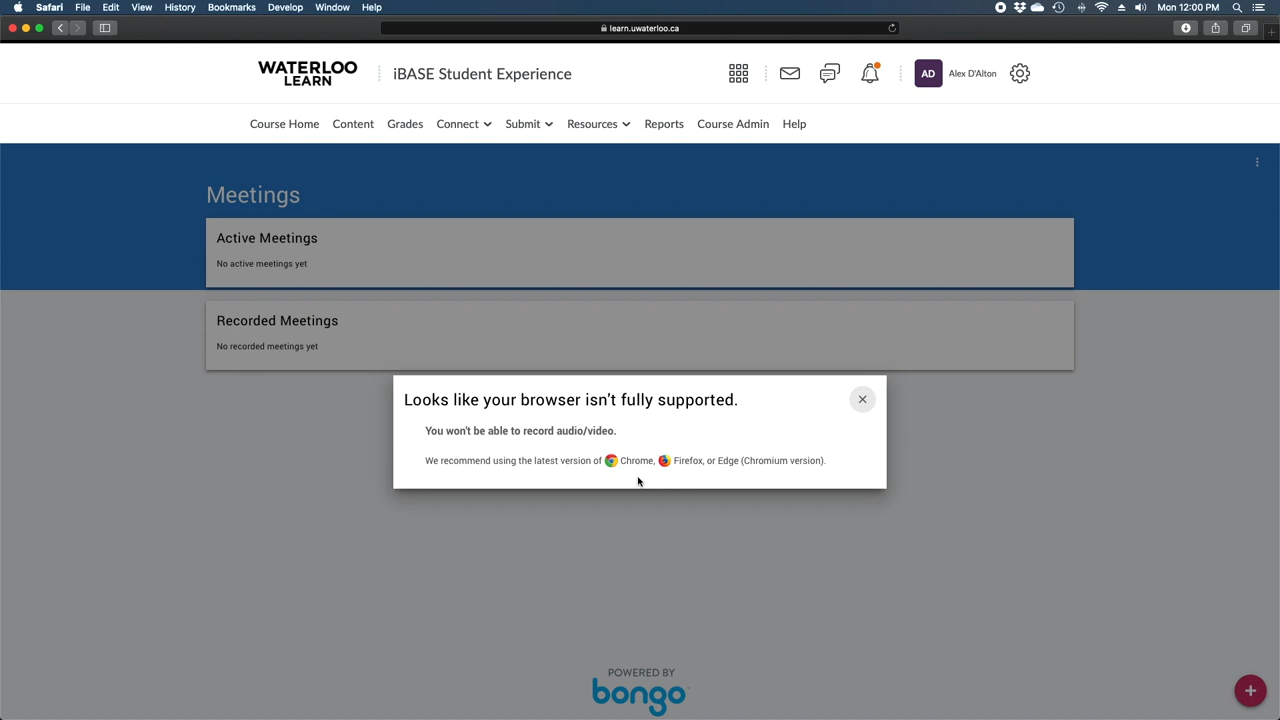 Safari File Edit View History Bookmarks Develop Window Help Mon 12:00 PM
learn.uwaterloo.ca
WATERLOO
LEARN
iBASE Student Experience
AD Alex D'Alton
Course Home Content Grades Connect Submit Resources Reports Course Admin Help
Meetings
Active Meetings
No active meetings yet
Recorded Meetings
No recorded meetings yet
Looks like your browser isn't fully supported.
You won't be able to record audio/video.
We recommend using the latest version of Chrome, Firefox, or Edge (Chromium version).
POWERED BY
bongo